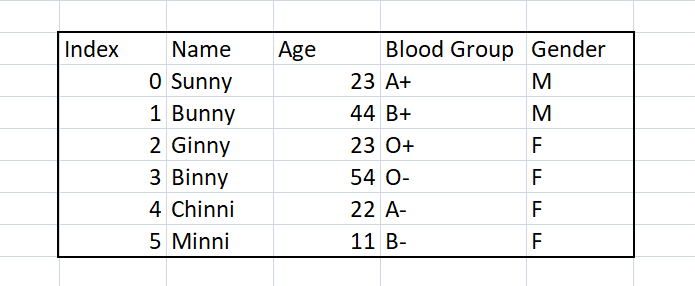 Index Name Age Blood Group Gender
0 Sunny 23 A+ M
1 Bunny 44 B+ M
2 Ginny 23 O+ F
3 Binny 54 O- F
4 Chinni 22 A- F
5 Minni 11 B- F